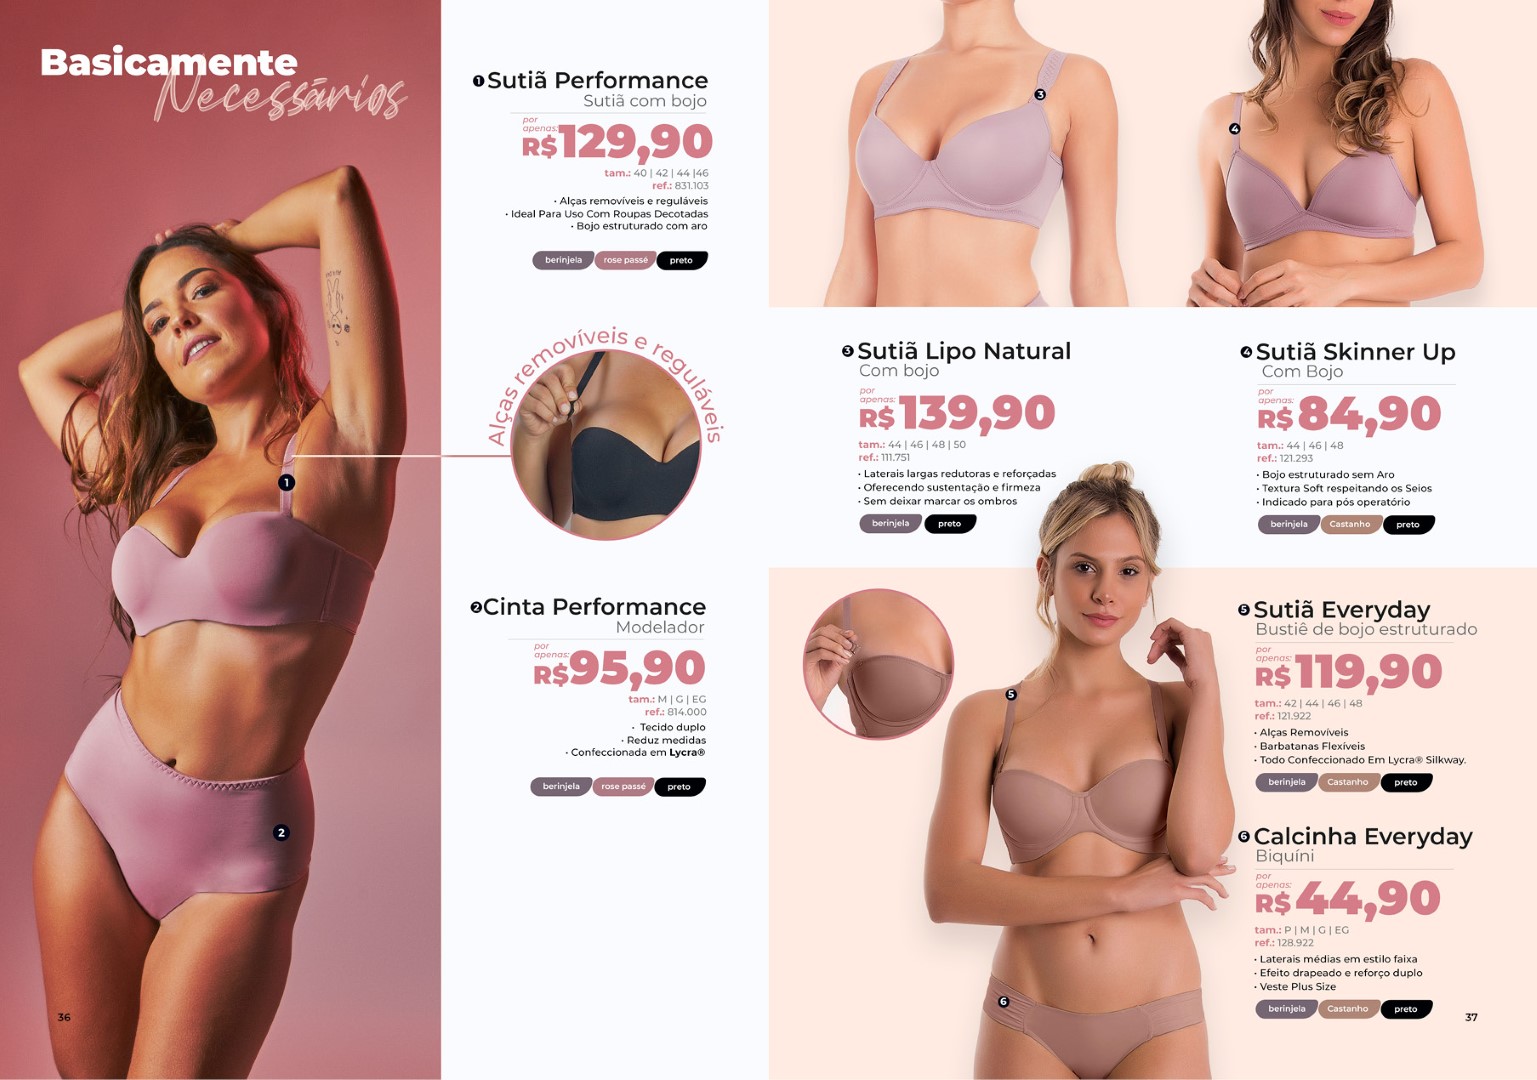 Basicamente
Necessários
1
2
36
1 Sutiã Performance
Sutiã com bojo
por
apenas:
R$129,90
tam.: 40 | 42 | 44 |46
ref.: 831.103
• Alças removíveis e reguláveis
• Ideal Para Uso Com Roupas Decotadas
• Bojo estruturado com aro
berinjela rose passé preto
Alças removíveis e reguláveis
2 Cinta Performance
Modelador
por
apenas:
R$95,90
tam.: M | G | EG
ref.: 814.000
• Tecido duplo
• Reduz medidas
• Confeccionada em Lycra®
berinjela rose passé preto
3
4
3 Sutiã Lipo Natural
Com bojo
por
apenas:
R$139,90
tam.: 44 | 46 | 48 | 50
ref.: 111.751
• Laterais largas redutoras e reforçadas
• Oferecendo sustentação e firmeza
• Sem deixar marcar os ombros
berinjela preto
4 Sutiã Skinner Up
Com Bojo
por
apenas:
R$84,90
tam.: 44 | 46 | 48
ref.: 121.293
• Bojo estruturado sem Aro
• Textura Soft respeitando os Seios
• Indicado para pós operatório
berinjela Castanho preto
5
6
5 Sutiã Everyday
Bustiê de bojo estruturado
por
apenas:
R$119,90
tam.: 42 | 44 | 46 | 48
ref.: 121.922
• Alças Removíveis
• Barbatanas Flexíveis
• Todo Confeccionado Em Lycra® Silkway.
berinjela Castanho preto
6 Calcinha Everyday
Biquíni
por
apenas:
R$44,90
tam.: P | M | G | EG
ref.: 128.922
• Laterais médias em estilo faixa
• Efeito drapeado e reforço duplo
• Veste Plus Size
berinjela Castanho preto
37